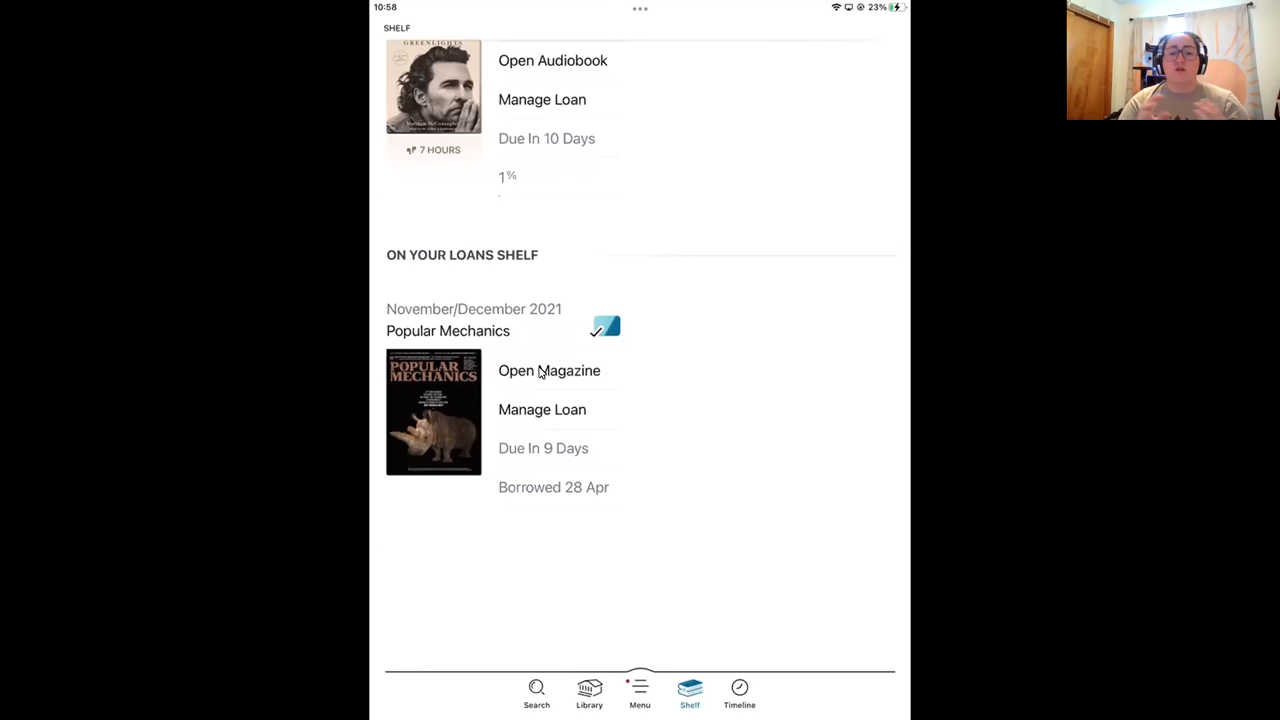 10:58
23%
SHELF
GREENLIGHTS
Matthew McConaughey
Open Audiobook
Manage Loan
Due In 10 Days
7 HOURS
1%
ON YOUR LOANS SHELF
November/December 2021
Popular Mechanics
POPULAR
MECHANICS
Open Magazine
Manage Loan
Due In 9 Days
Borrowed 28 Apr
Search
Library
Menu
Shelf
Timeline